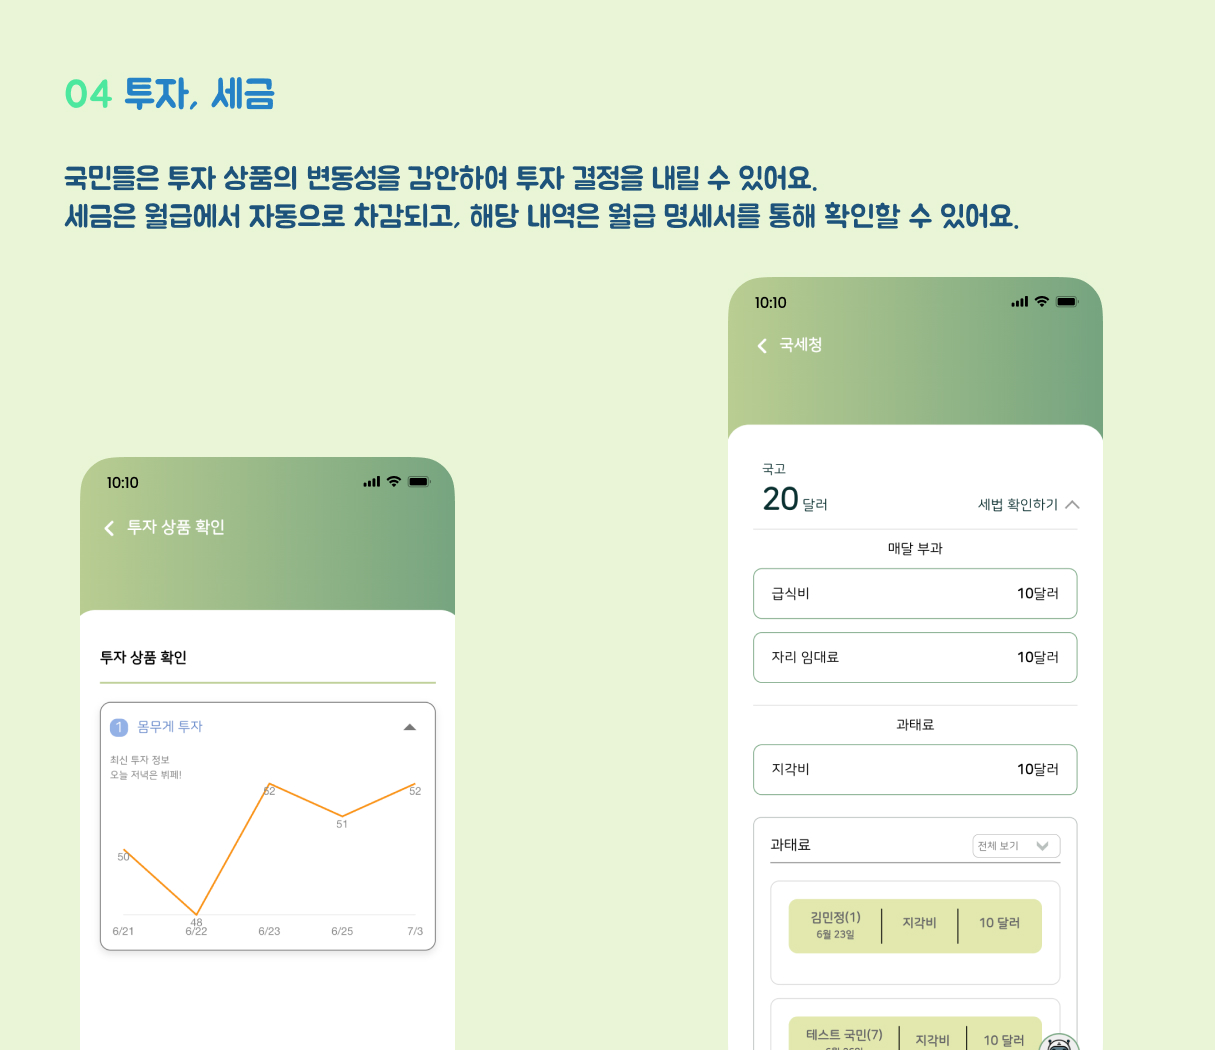 04 투자, 세금
국민들은 투자 상품의 변동성을 감안하여 투자 결정을 내릴 수 있어요.
세금은 월급에서 자동으로 차감되고, 해당 내역은 월급 명세서를 통해 확인할 수 있어요.
10:10
투자 상품 확인
투자 상품 확인
1 몸무게 투자
최신 투자 정보
오늘 저녁은 뷔페!
50
48
52
51
52
6/21 6/22 6/23 6/25 7/3
10:10
국세청
국고
20 달러
세법 확인하기
매달 부과
급식비 10달러
자리 임대료 10달러
과태료
지각비 10달러
과태료 전체 보기
김민정(1) 지각비 10 달러
6월 23일
테스트 국민(7) 지각비 10 달러